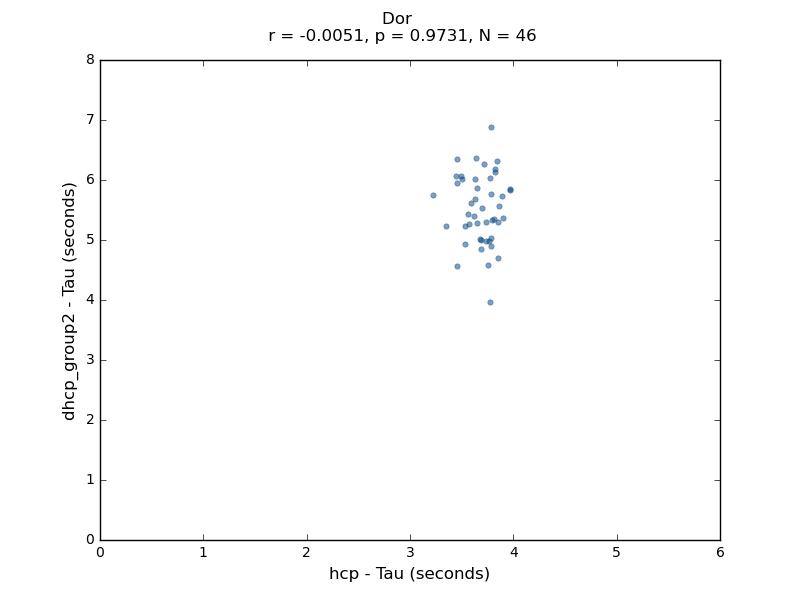 Dor
r = -0.0051, p = 0.9731, N = 46
8
7
6
5
4
3
2
1
0
dhcp_group2 - Tau (seconds)
0 1 2 3 4 5 6
hcp - Tau (seconds)